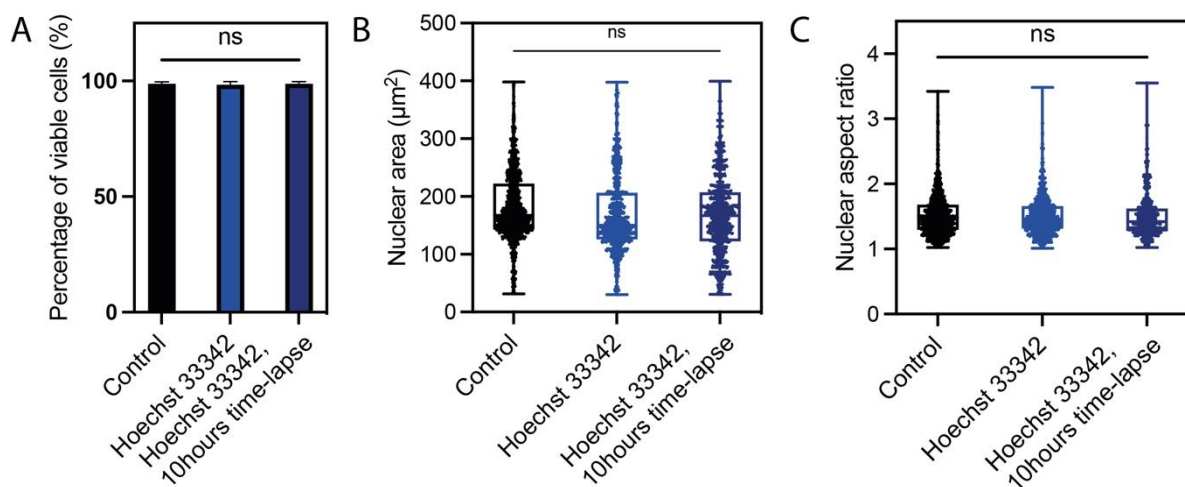 A
Percentage of viable cells (%)
100
50
0
ns
Control
Hoechst 33342
Hoechst 33342,
10hours time-lapse
B
Nuclear area (µm²)
500
400
300
200
100
0
ns
Control
Hoechst 33342
Hoechst 33342,
10hours time-lapse
C
Nuclear aspect ratio
4
3
2
1
0
ns
Control
Hoechst 33342
Hoechst 33342,
10hours time-lapse